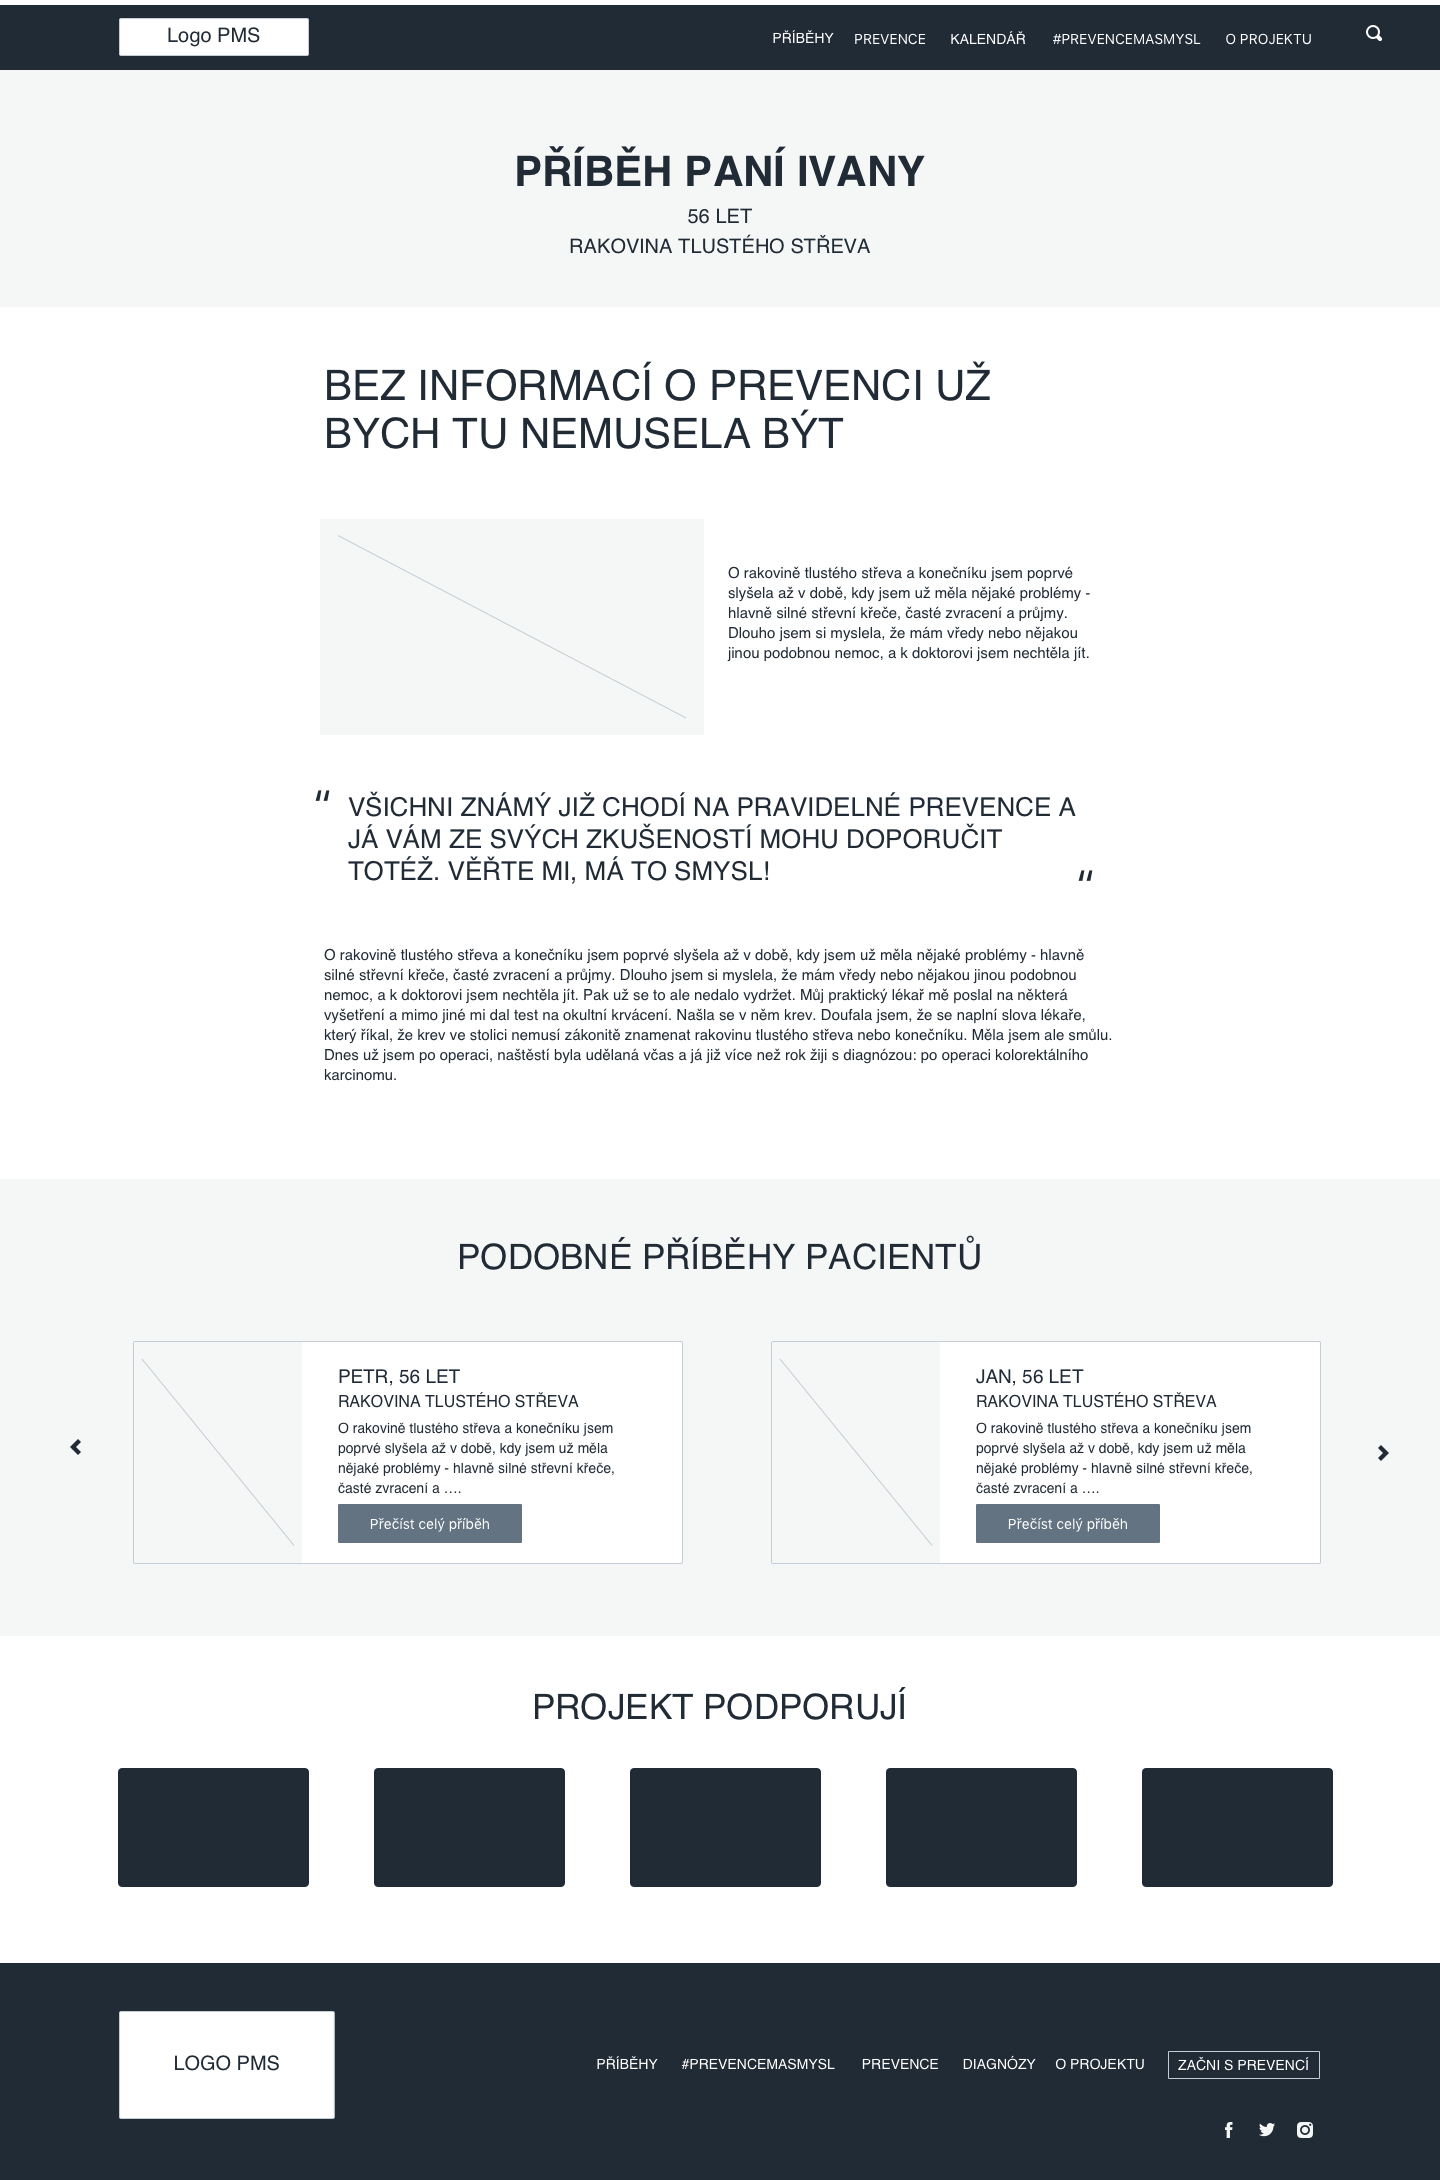 Logo PMS
PŘÍBĚHY PREVENCE KALENDÁŘ #PREVENCEMASMYSL O PROJEKTU
PŘÍBĚH PANÍ IVANY
56 LET
RAKOVINA TLUSTÉHO STŘEVA
BEZ INFORMACÍ O PREVENCI UŽ
BYCH TU NEMUSELA BÝT
O rakovině tlustého střeva a konečníku jsem poprvé
slyšela až v době, kdy jsem už měla nějaké problémy -
hlavně silné střevní křeče, časté zvracení a průjmy.
Dlouho jsem si myslela, že mám vředy nebo nějakou
jinou podobnou nemoc, a k doktorovi jsem nechtěla jít.
" VŠICHNI ZNÁMÝ JIŽ CHODÍ NA PRAVIDELNÉ PREVENCE A
JÁ VÁM ZE SVÝCH ZKUŠENOSTÍ MOHU DOPORUČIT
TOTÉŽ. VĚŘTE MI, MÁ TO SMYSL! "
O rakovině tlustého střeva a konečníku jsem poprvé slyšela až v době, kdy jsem už měla nějaké problémy - hlavně
silné střevní křeče, časté zvracení a průjmy. Dlouho jsem si myslela, že mám vředy nebo nějakou jinou podobnou
nemoc, a k doktorovi jsem nechtěla jít. Pak už se to ale nedalo vydržet. Můj praktický lékař mě poslal na některá
vyšetření a mimo jiné mi dal test na okultní krvácení. Našla se v něm krev. Doufala jsem, že se naplní slova lékaře,
který říkal, že krev ve stolici nemusí zákonitě znamenat rakovinu tlustého střeva nebo konečníku. Měla jsem ale smůlu.
Dnes už jsem po operaci, naštěstí byla udělaná včas a já již více než rok žiji s diagnózou: po operaci kolorektálního
karcinomu.
PODOBNÉ PŘÍBĚHY PACIENTŮ
PETR, 56 LET
RAKOVINA TLUSTÉHO STŘEVA
O rakovině tlustého střeva a konečníku jsem
poprvé slyšela až v době, kdy jsem už měla
nějaké problémy - hlavně silné střevní křeče,
časté zvracení a ....
Přečíst celý příběh
JAN, 56 LET
RAKOVINA TLUSTÉHO STŘEVA
O rakovině tlustého střeva a konečníku jsem
poprvé slyšela až v době, kdy jsem už měla
nějaké problémy - hlavně silné střevní křeče,
časté zvracení a ....
Přečíst celý příběh
PROJEKT PODPORUJÍ
LOGO PMS
PŘÍBĚHY #PREVENCEMASMYSL PREVENCE DIAGNÓZY O PROJEKTU ZAČNI S PREVENCÍ